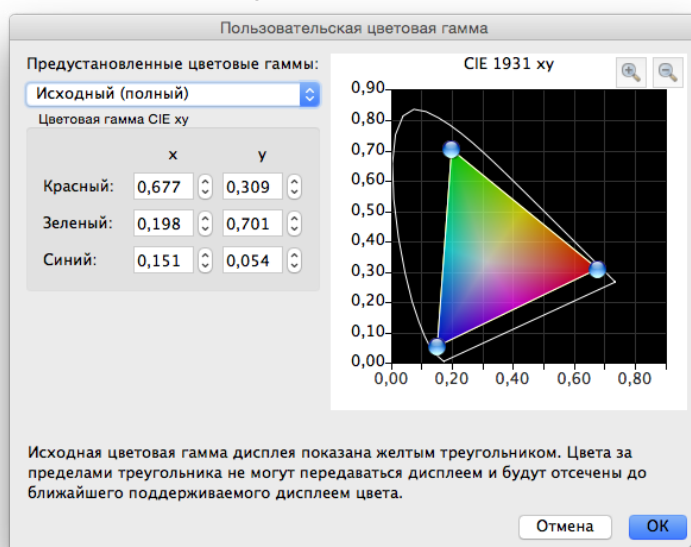 Пользовательская цветовая гамма
Предустановленные цветовые гаммы:
Исходный (полный)
Цветовая гамма CIE xy
x y
Красный: 0,677 0,309
Зеленый: 0,198 0,701
Синий: 0,151 0,054
CIE 1931 xy
0,90
0,80
0,70
0,60
0,50
0,40
0,30
0,20
0,10
0,00
0,00 0,20 0,40 0,60 0,80
Исходная цветовая гамма дисплея показана желтым треугольником. Цвета за
пределами треугольника не могут передаваться дисплеем и будут отсечены до
ближайшего поддерживаемого дисплеем цвета.
Отмена OK